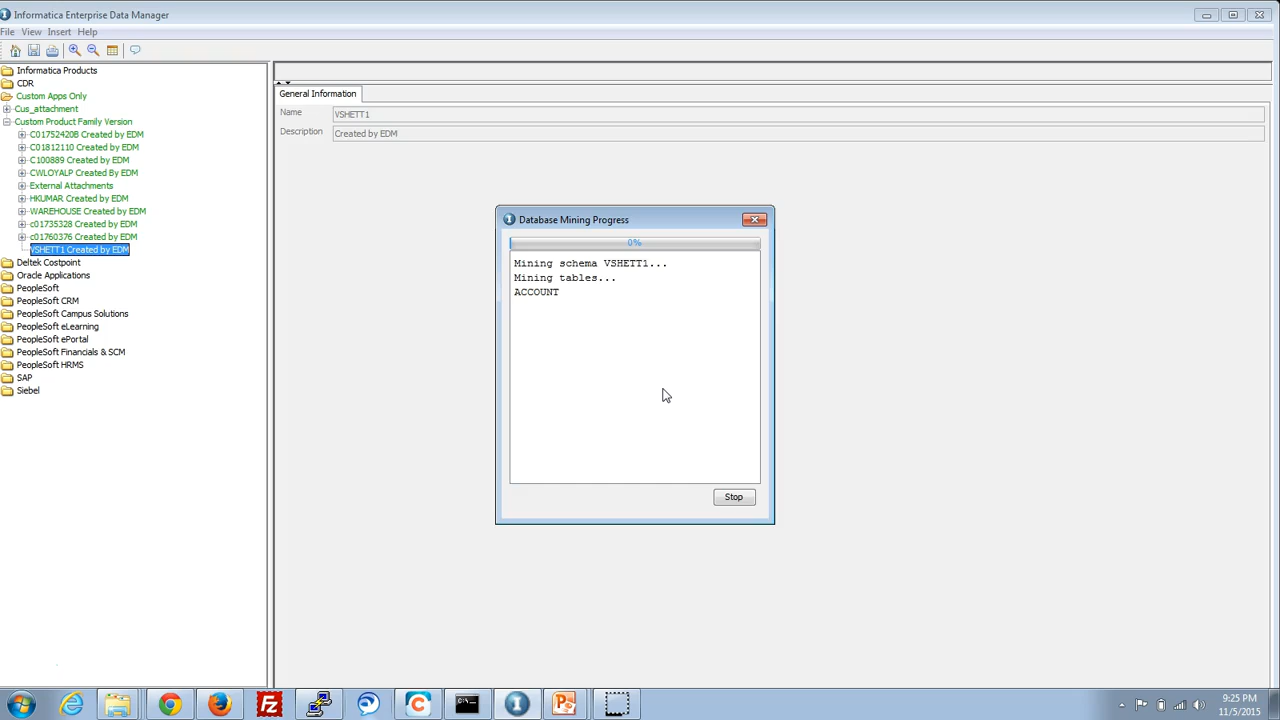 Informatica Enterprise Data Manager
File View Insert Help
Informatica Products
CDR
Custom Apps Only
Cus_attachment
Custom Product Family Version
C01752420B Created by EDM
C01812110 Created by EDM
C100889 Created by EDM
CWLOYALP Created By EDM
External Attachments
HKUMAR Created by EDM
WAREHOUSE Created by EDM
c01735328 Created by EDM
c01760376 Created by EDM
VSHETT1 Created by EDM
Deltek Costpoint
Oracle Applications
PeopleSoft
PeopleSoft CRM
PeopleSoft Campus Solutions
PeopleSoft eLearning
PeopleSoft ePortal
PeopleSoft Financials & SCM
PeopleSoft HRMS
SAP
Siebel
General Information
Name VSHETT1
Description Created by EDM
Database Mining Progress
0%
Mining schema VSHETT1...
Mining tables...
ACCOUNT
Stop
9:25 PM
11/5/2015